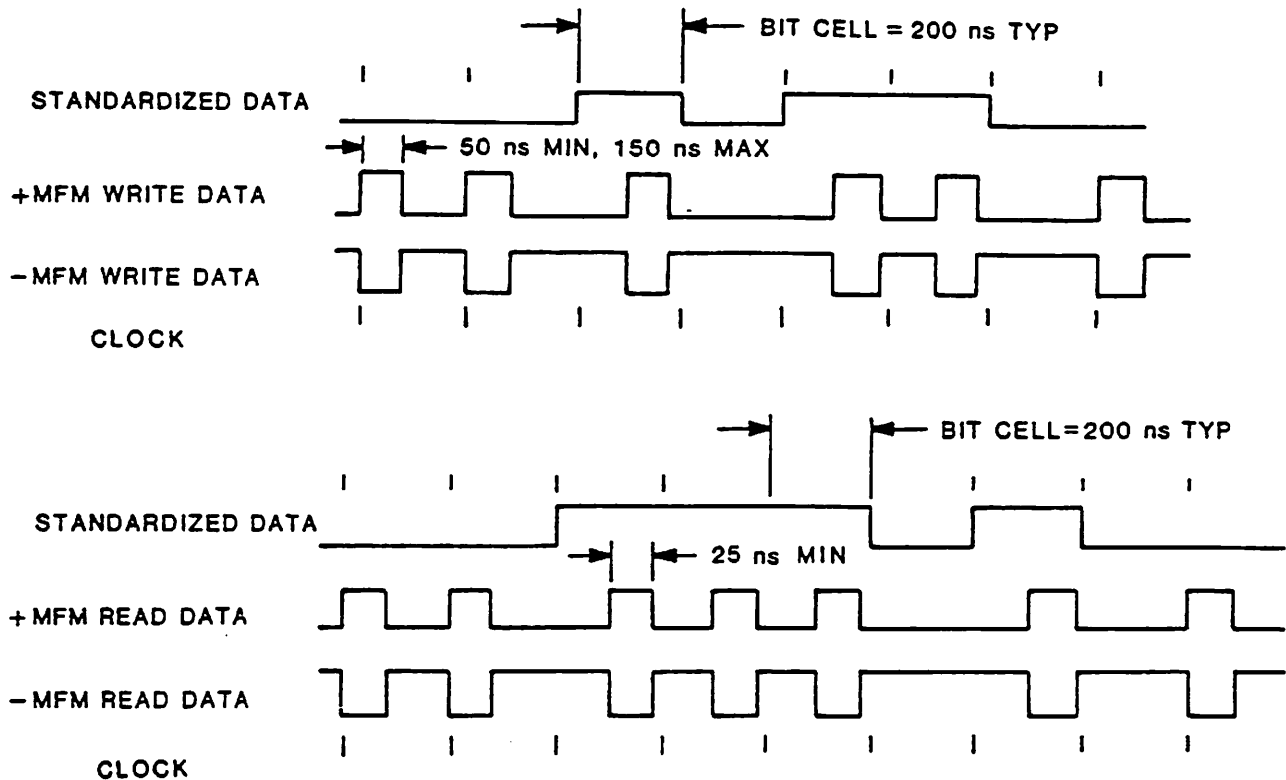 BIT CELL = 200 ns TYP
STANDARDIZED DATA
50 ns MIN, 150 ns MAX
+MFM WRITE DATA
−MFM WRITE DATA
CLOCK
BIT CELL=200 ns TYP
STANDARDIZED DATA
25 ns MIN
+MFM READ DATA
−MFM READ DATA
CLOCK